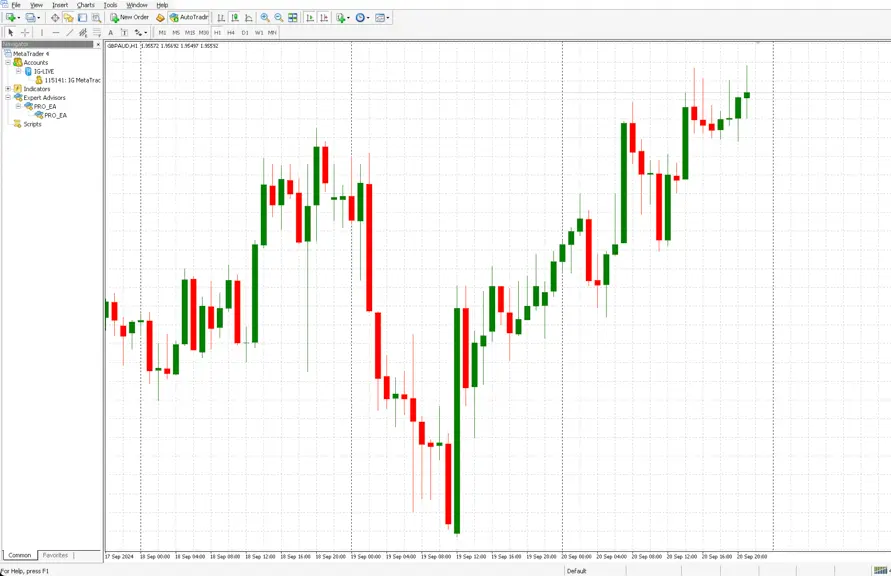 File View Insert Charts Tools Window Help
New Order AutoTradir
A T M1 M5 M15 M30 H1 H4 D1 W1 MN
Navigator
MetaTrader 4
Accounts
IG-LIVE
115141: IG MetaTrac
Indicators
Expert Advisors
PRO_EA
PRO_EA
Scripts
GBPAUD,H1 1.95572 1.95692 1.95497 1.95592
17 Sep 2024 18 Sep 00:00 18 Sep 04:00 18 Sep 08:00 18 Sep 12:00 18 Sep 16:00 18 Sep 20:00 19 Sep 00:00 19 Sep 04:00 19 Sep 08:00 19 Sep 12:00 19 Sep 16:00 19 Sep 20:00 20 Sep 00:00 20 Sep 04:00 20 Sep 08:00 20 Sep 12:00 20 Sep 16:00 20 Sep 20:00
Common Favorites
For Help, press F1 Default